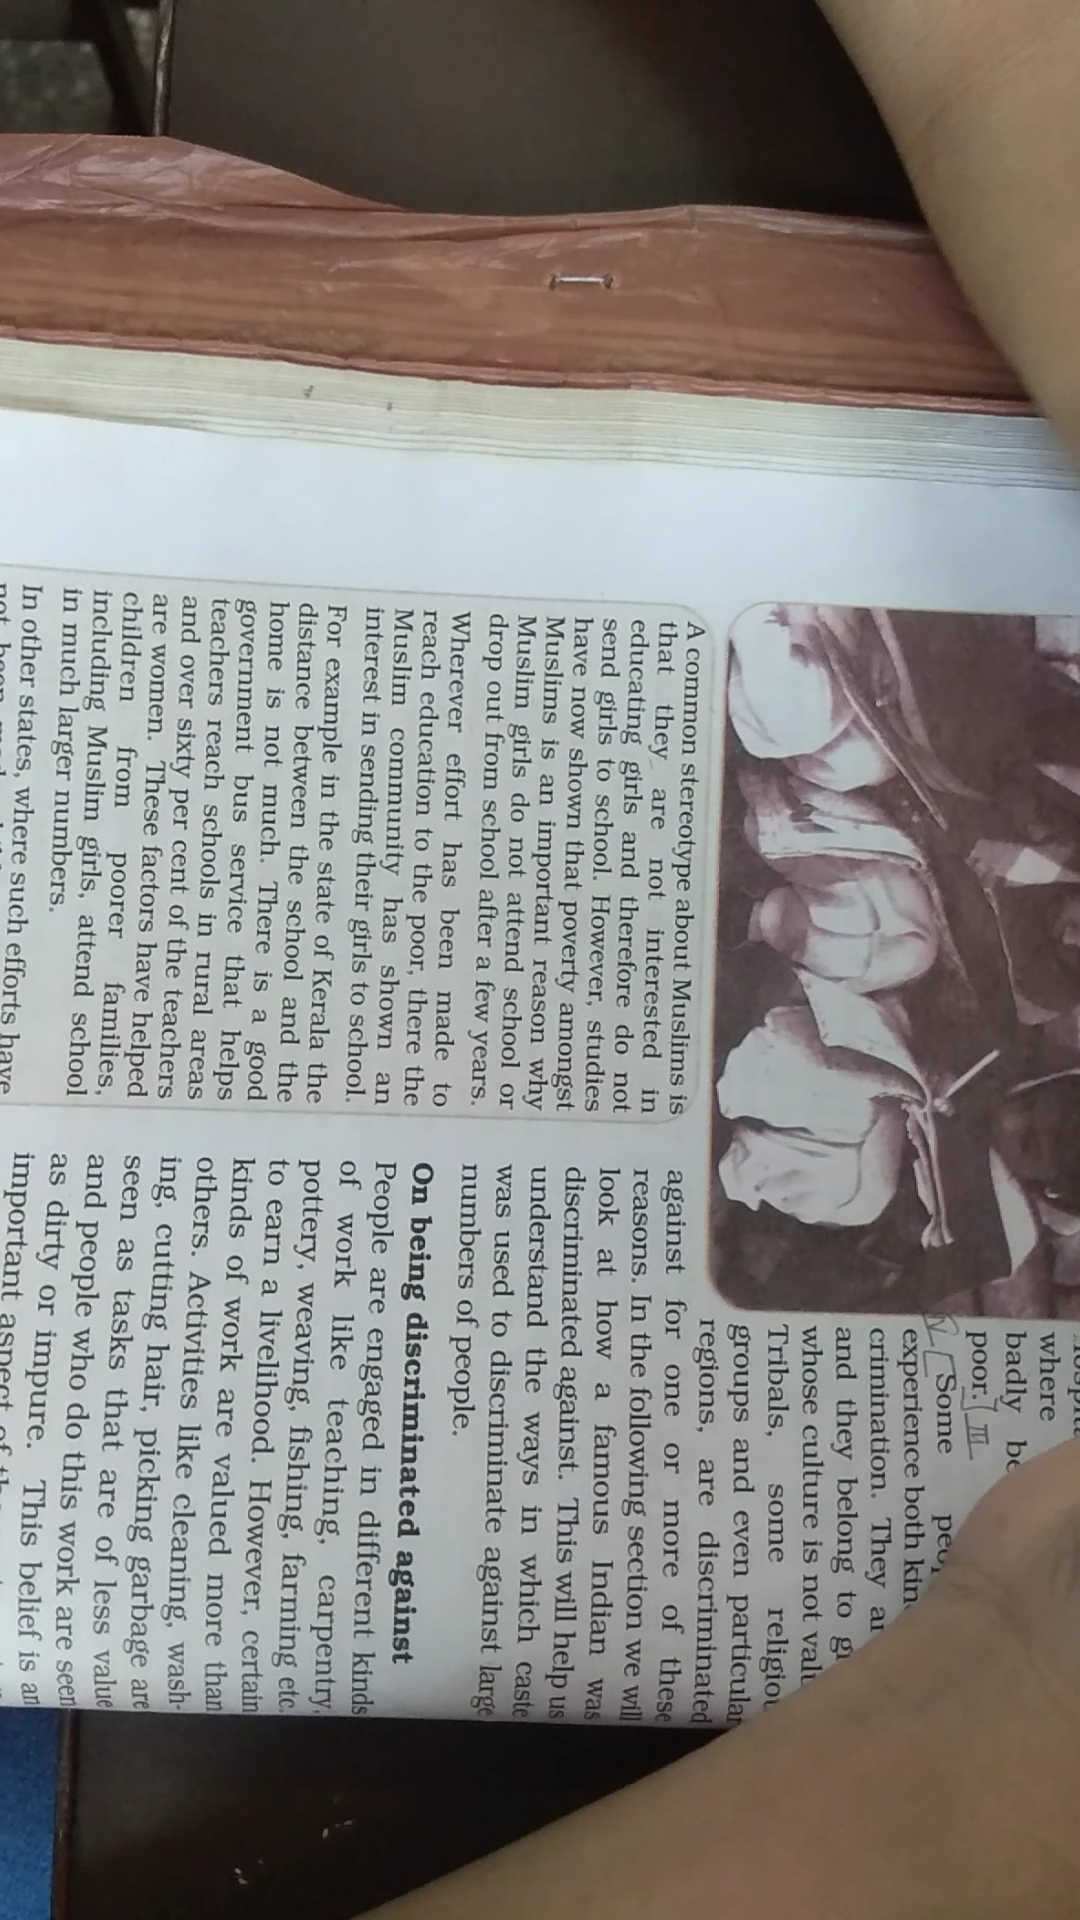 where
badly
poor. III
IV Some
experience both
crimination. They
and they belong to
whose culture is not
Tribals, some
groups and even particular
regions, are discriminated
against for one or more of these
reasons. In the following section we will
look at how a famous Indian was
discriminated against. This will help us
understand the ways in which caste
was used to discriminate against large
numbers of people.
On being discriminated against
People are engaged in different kinds
of work like teaching, carpentry,
pottery, weaving, fishing, farming etc.
to earn a livelihood. However, certain
kinds of work are valued more than
others. Activities like cleaning, wash-
ing, cutting hair, picking garbage are
seen as tasks that are of less value
and people who do this work are seen
as dirty or impure. This belief is an
important aspect of
A common stereotype about Muslims is
that they are not interested in
educating girls and therefore do not
send girls to school. However, studies
have now shown that poverty amongst
Muslims is an important reason why
Muslim girls do not attend school or
drop out from school after a few years.
Wherever effort has been made to
reach education to the poor, there the
Muslim community has shown an
interest in sending their girls to school.
For example in the state of Kerala the
distance between the school and the
home is not much. There is a good
government bus service that helps
teachers reach schools in rural areas
and over sixty per cent of the teachers
are women. These factors have helped
children from poorer families,
including Muslim girls, attend school
in much larger numbers.
In other states, where such efforts have